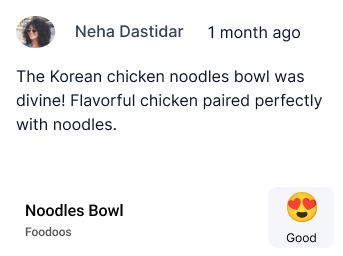 Neha Dastidar 1 month ago
The Korean chicken noodles bowl was
divine! Flavorful chicken paired perfectly
with noodles.
Noodles Bowl
Foodoos
Good